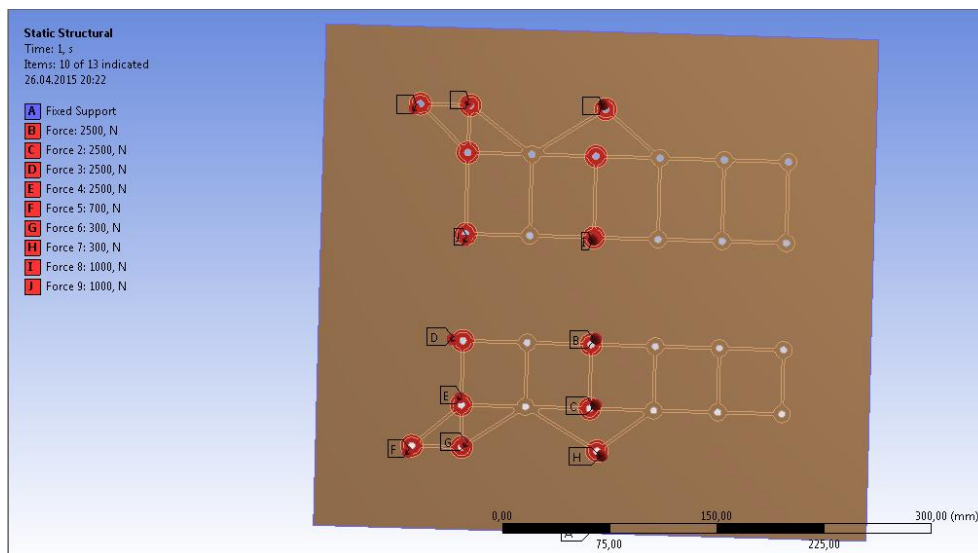 Static Structural
Time: 1, s
Items: 10 of 13 indicated
26.04.2015 20:22
A Fixed Support
B Force: 2500, N
C Force 2: 2500, N
D Force 3: 2500, N
E Force 4: 2500, N
F Force 5: 700, N
G Force 6: 300, N
H Force 7: 300, N
I Force 8: 1000, N
J Force 9: 1000, N
D B
E C
F G H
0,00 150,00 300,00 (mm)
75,00 225,00
A